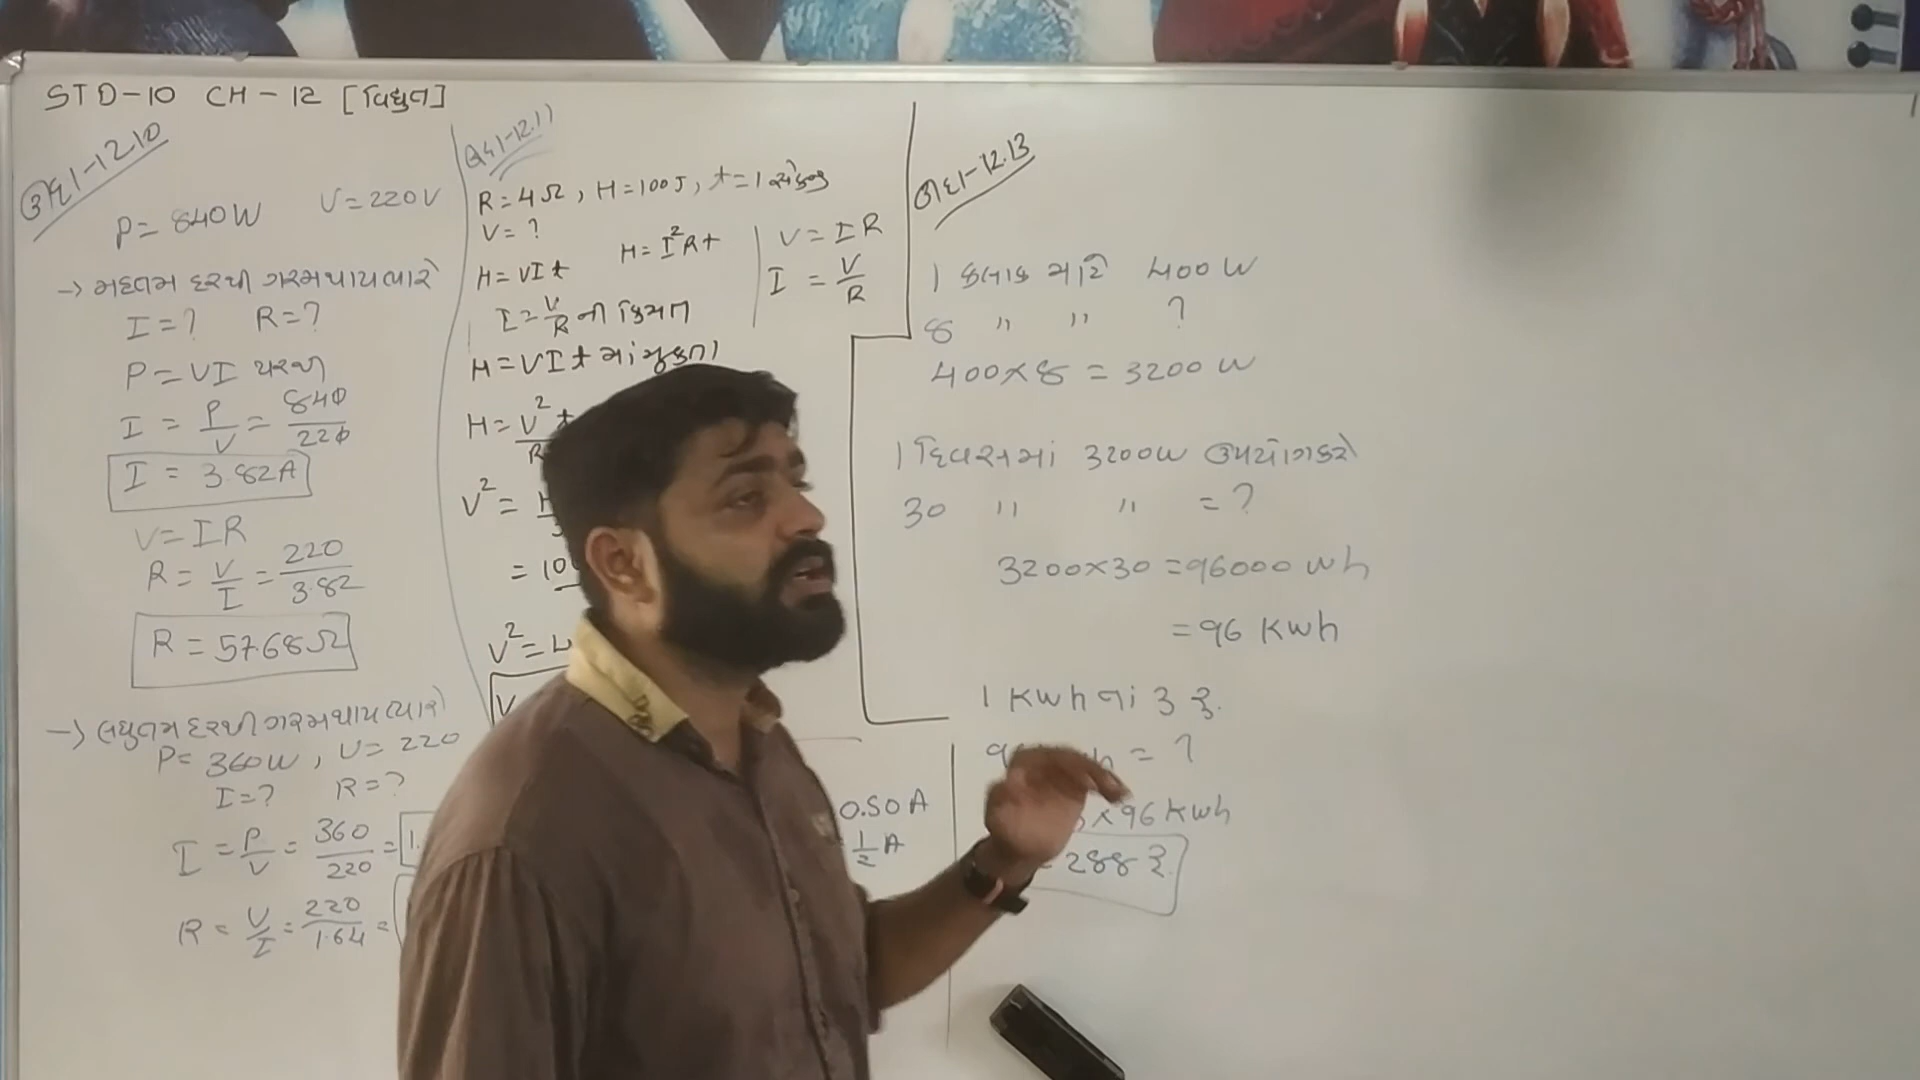 STD-10 CH-12 [વિદ્યુત]
ઉદા-12.10
P= 840W V=220V
-> મહત્તમ દરથી ગરમ થાય ત્યારે
I=? R=?
P=VI પરથી
I = P/V = 840/220
I = 3.82A
V=IR
R = V/I = 220/3.82
R = 57.68Ω
-> લઘુત્તમ દરથી ગરમ થાય ત્યારે
P= 360W, V= 220
I=? R=?
I = P/V = 360/220 =
R = V/I = 220/1.64 =
ઉદા-12.11
R=4Ω, H=100J, t=1 સેકન્ડ
V=?
H=VIt H=I²Rt
V=IR
I = V/R
I=V/R ની કિંમત
H=VIt માં મુકતા
H= V² t
R
V² =
= 10
V² =
V
0.50A
1/2 A
ઉદા-12.13
1 કલાક માટે 400W
8 " " ?
400×8 = 3200W
1 દિવસમાં 3200W ઉપયોગ કરે
30 " " = ?
3200×30 =96000 wh
=96 Kwh
1 Kwh નાં 3 રૂ.
= ?
×96 Kwh
288 રૂ.